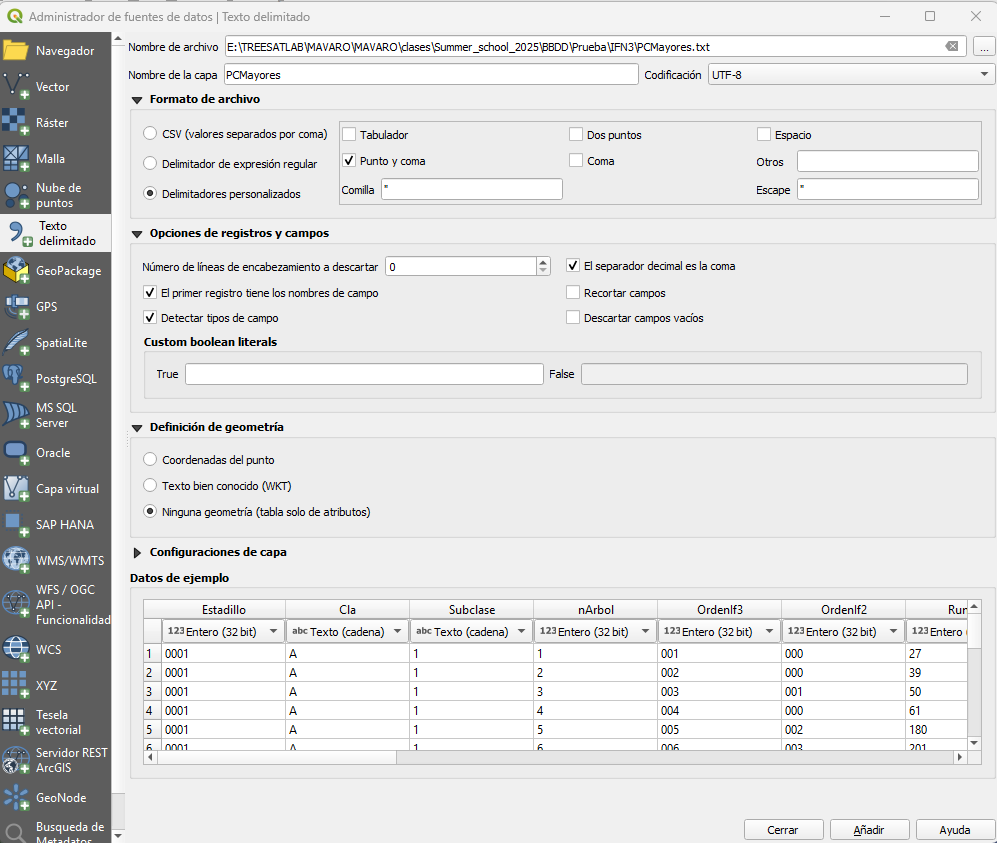 Administrador de fuentes de datos | Texto delimitado
Navegador
Vector
Ráster
Malla
Nube de
puntos
Texto
delimitado
GeoPackage
GPS
SpatiaLite
PostgreSQL
MS SQL
Server
Oracle
Capa virtual
SAP HANA
WMS/WMTS
WFS / OGC
API -
Funcionalidad
WCS
XYZ
Tesela
vectorial
Servidor REST
ArcGIS
GeoNode
Busqueda de
Metadatos
Nombre de archivo E:\TREESATLAB\MAVARO\MAVARO\clases\Summer_school_2025\BBDD\Prueba\IFN3\PCMayores.txt ...
Nombre de la capa PCMayores Codificación UTF-8
Formato de archivo
CSV (valores separados por coma) Tabulador Dos puntos Espacio
Delimitador de expresión regular Punto y coma Coma Otros
Delimitadores personalizados Comilla " Escape "
Opciones de registros y campos
Número de líneas de encabezamiento a descartar 0 El separador decimal es la coma
El primer registro tiene los nombres de campo Recortar campos
Detectar tipos de campo Descartar campos vacíos
Custom boolean literals
True False
Definición de geometría
Coordenadas del punto
Texto bien conocido (WKT)
Ninguna geometría (tabla solo de atributos)
Configuraciones de capa
Datos de ejemplo
Estadillo Cla Subclase nArbol OrdenIf3 OrdenIf2 Rur
123 Entero (32 bit) abc Texto (cadena) abc Texto (cadena) 123 Entero (32 bit) 123 Entero (32 bit) 123 Entero (32 bit) 123 Entero
1 0001 A 1 1 001 000 27
2 0001 A 1 2 002 000 39
3 0001 A 1 3 003 001 50
4 0001 A 1 4 004 000 61
5 0001 A 1 5 005 002 180
6 0001 A 1 6 006 003 201
Cerrar Añadir Ayuda